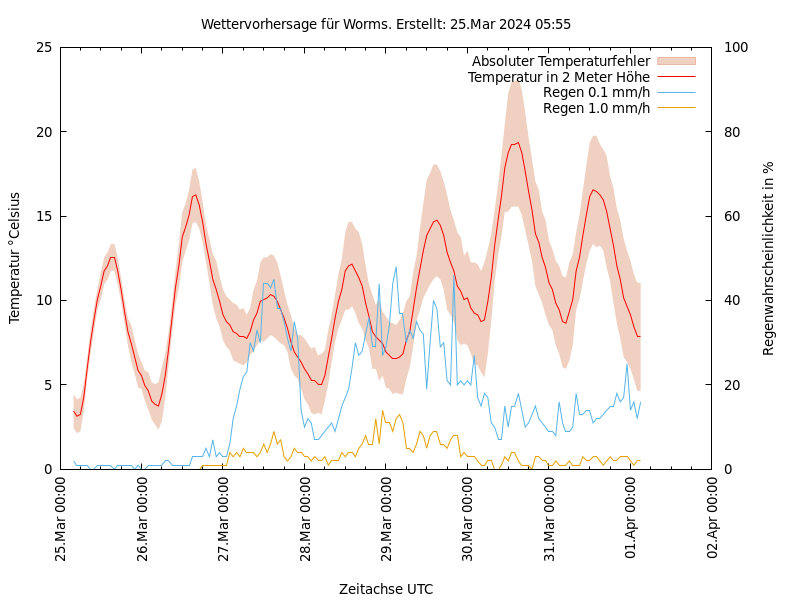 Wettervorhersage für Worms. Erstellt: 25.Mar 2024 05:55
25
20
15
10
5
0
100
80
60
40
20
0
Absoluter Temperaturfehler
Temperatur in 2 Meter Höhe
Regen 0.1 mm/h
Regen 1.0 mm/h
Temperatur °Celsius
Regenwahrscheinlichkeit in %
25.Mar 00:00
26.Mar 00:00
27.Mar 00:00
28.Mar 00:00
29.Mar 00:00
30.Mar 00:00
31.Mar 00:00
01.Apr 00:00
02.Apr 00:00
Zeitachse UTC